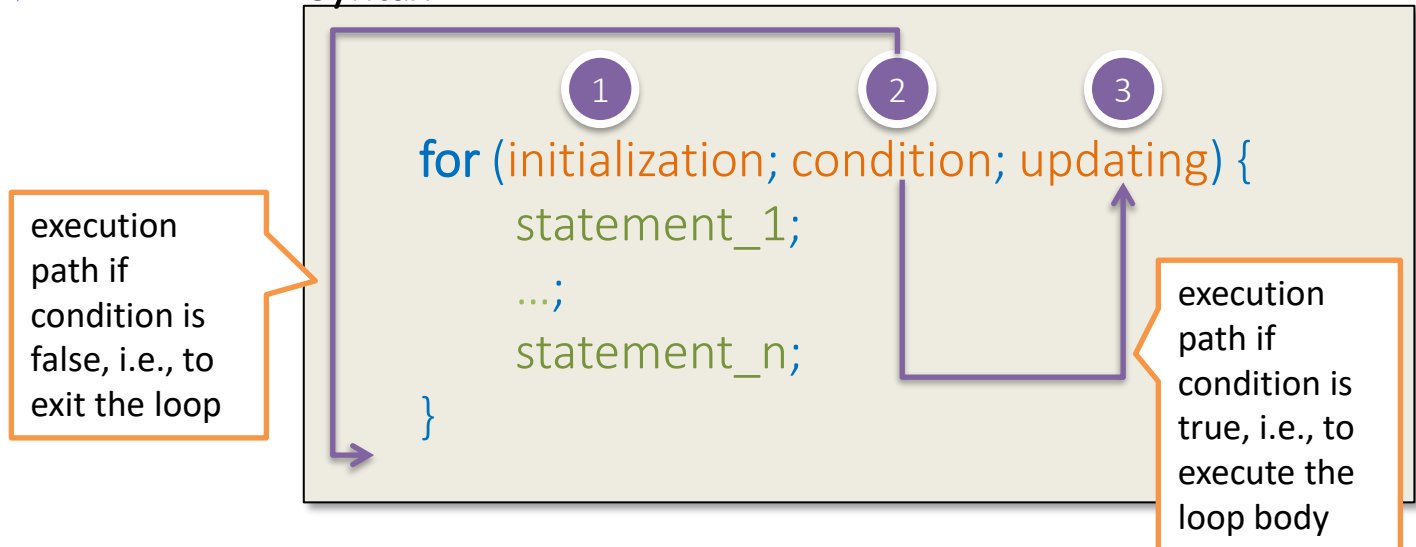 1
2
3
for (initialization; condition; updating) {
statement_1;
...;
statement_n;
}
execution
path if
condition is
false, i.e., to
exit the loop
execution
path if
condition is
true, i.e., to
execute the
loop body